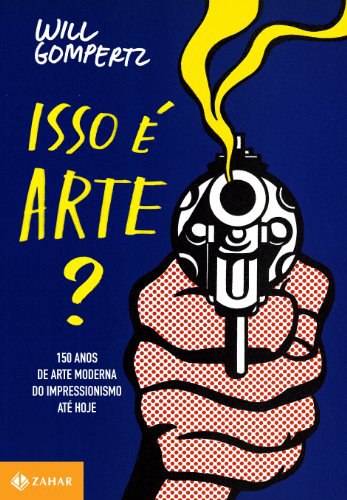 WILL
GOMPERTZ
ISSO É
ARTE
?
150 ANOS
DE ARTE MODERNA
DO IMPRESSIONISMO
ATÉ HOJE
ZAHAR